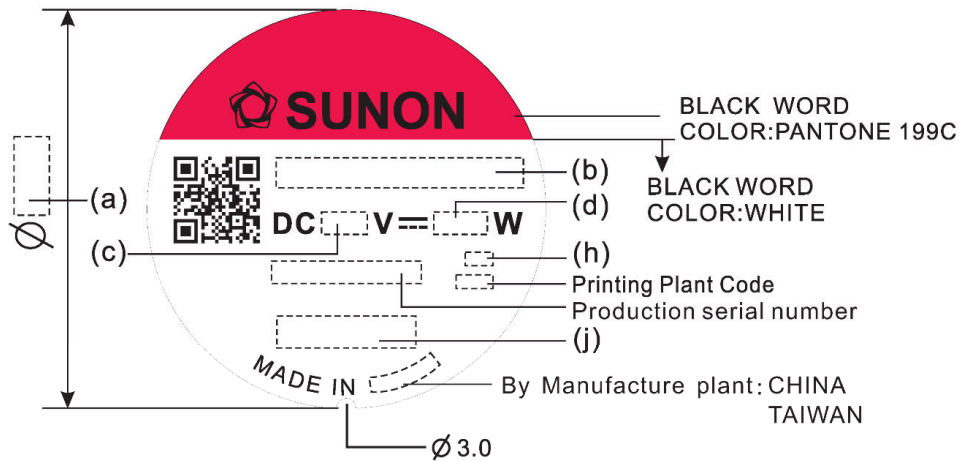 SUNON
BLACK WORD
COLOR:PANTONE 199C
BLACK WORD
COLOR:WHITE
(a)
(b)
(c)
(d)
DC V⎓ W
(h)
Printing Plant Code
Production serial number
(j)
MADE IN
By Manufacture plant: CHINA
TAIWAN
Ø
Ø3.0